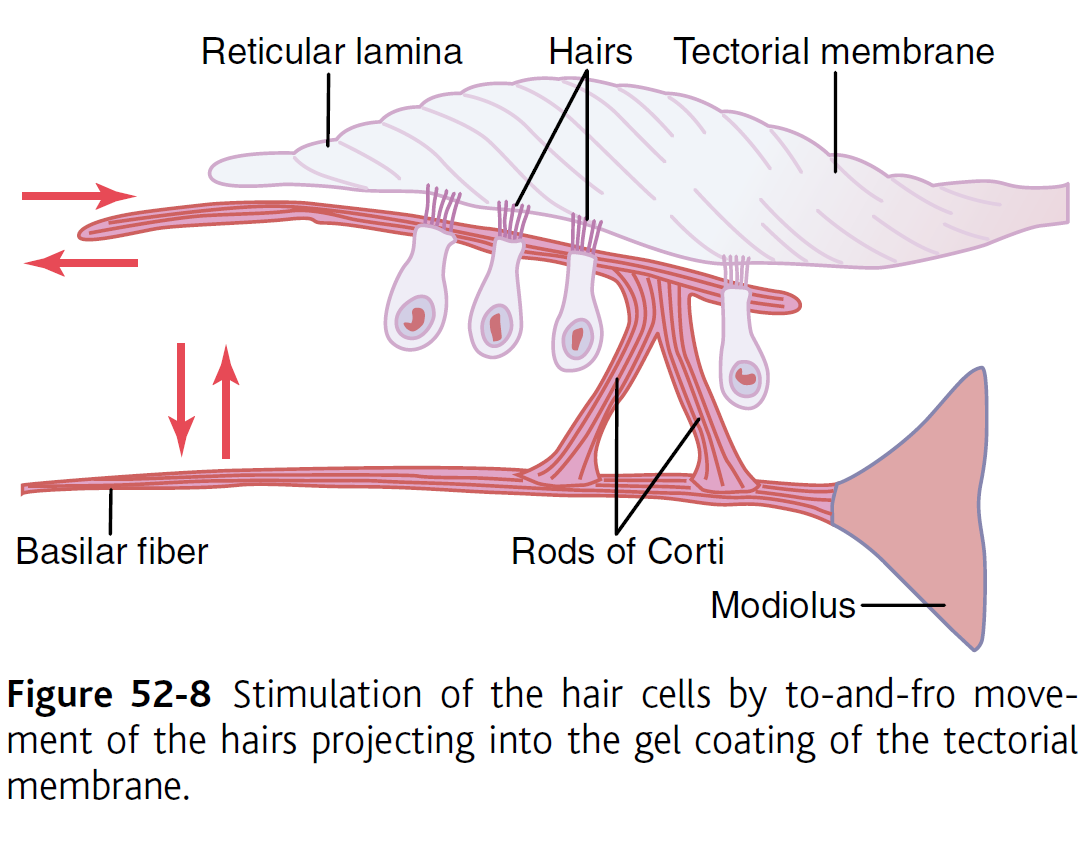 Reticular lamina Hairs Tectorial membrane
Basilar fiber Rods of Corti
Modiolus
Figure 52-8 Stimulation of the hair cells by to-and-fro move-
ment of the hairs projecting into the gel coating of the tectorial
membrane.